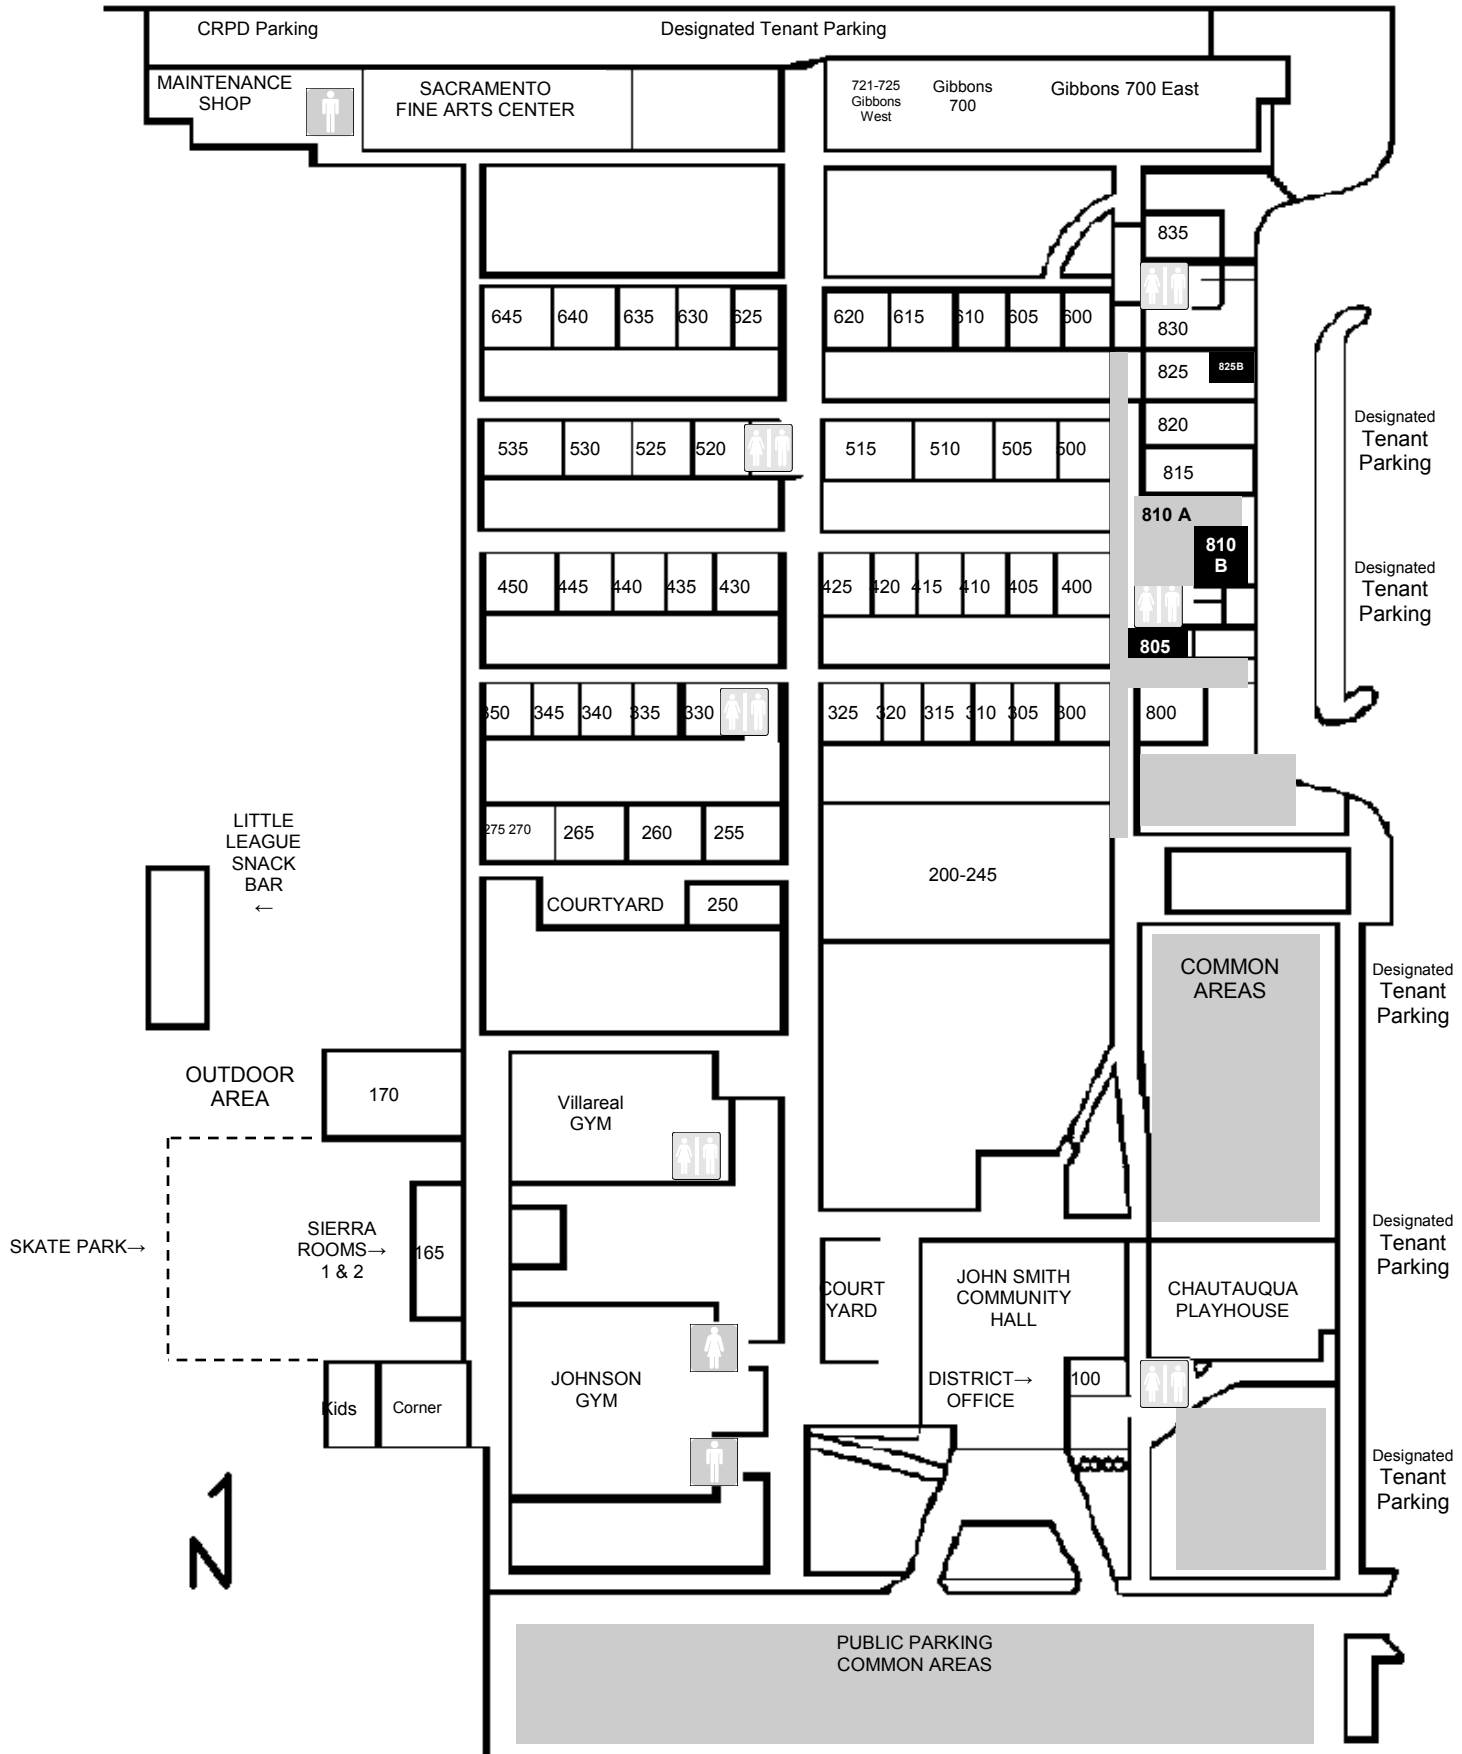 CRPD Parking
Designated Tenant Parking
MAINTENANCE
SHOP
SACRAMENTO
FINE ARTS CENTER
721-725
Gibbons
West
Gibbons
700
Gibbons 700 East
835
645 640 635 630 625 620 615 610 605 600
830
825 825B
820
Designated
Tenant
Parking
535 530 525 520 515 510 505 500
815
810 A
810
B
Designated
Tenant
Parking
450 445 440 435 430 425 420 415 410 405 400
805
350 345 340 335 330 325 320 315 310 305 300 800
275 270 265 260 255
LITTLE
LEAGUE
SNACK
BAR
←
200-245
COURTYARD 250
COMMON
AREAS
Designated
Tenant
Parking
OUTDOOR
AREA
170
Villareal
GYM
SKATE PARK→
SIERRA
ROOMS→
1 & 2
165
COURT
YARD
JOHN SMITH
COMMUNITY
HALL
CHAUTAUQUA
PLAYHOUSE
Designated
Tenant
Parking
JOHNSON
GYM
DISTRICT→
OFFICE
100
Kids Corner
Designated
Tenant
Parking
N
PUBLIC PARKING
COMMON AREAS